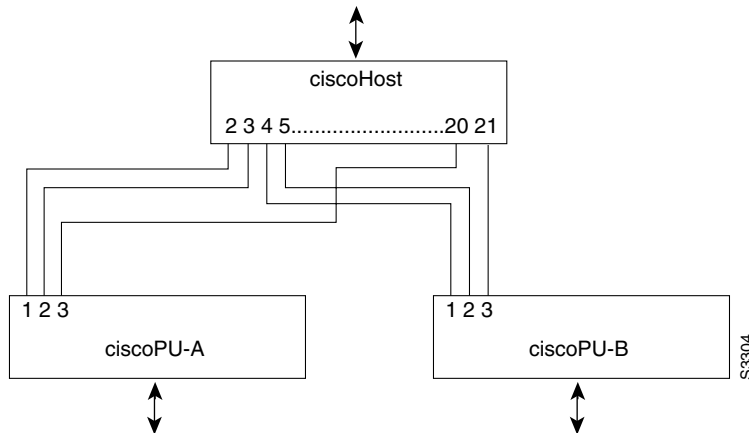 ciscoHost
2 3 4 5..........................20 21
1 2 3
1 2 3
ciscoPU-A
ciscoPU-B
S3304